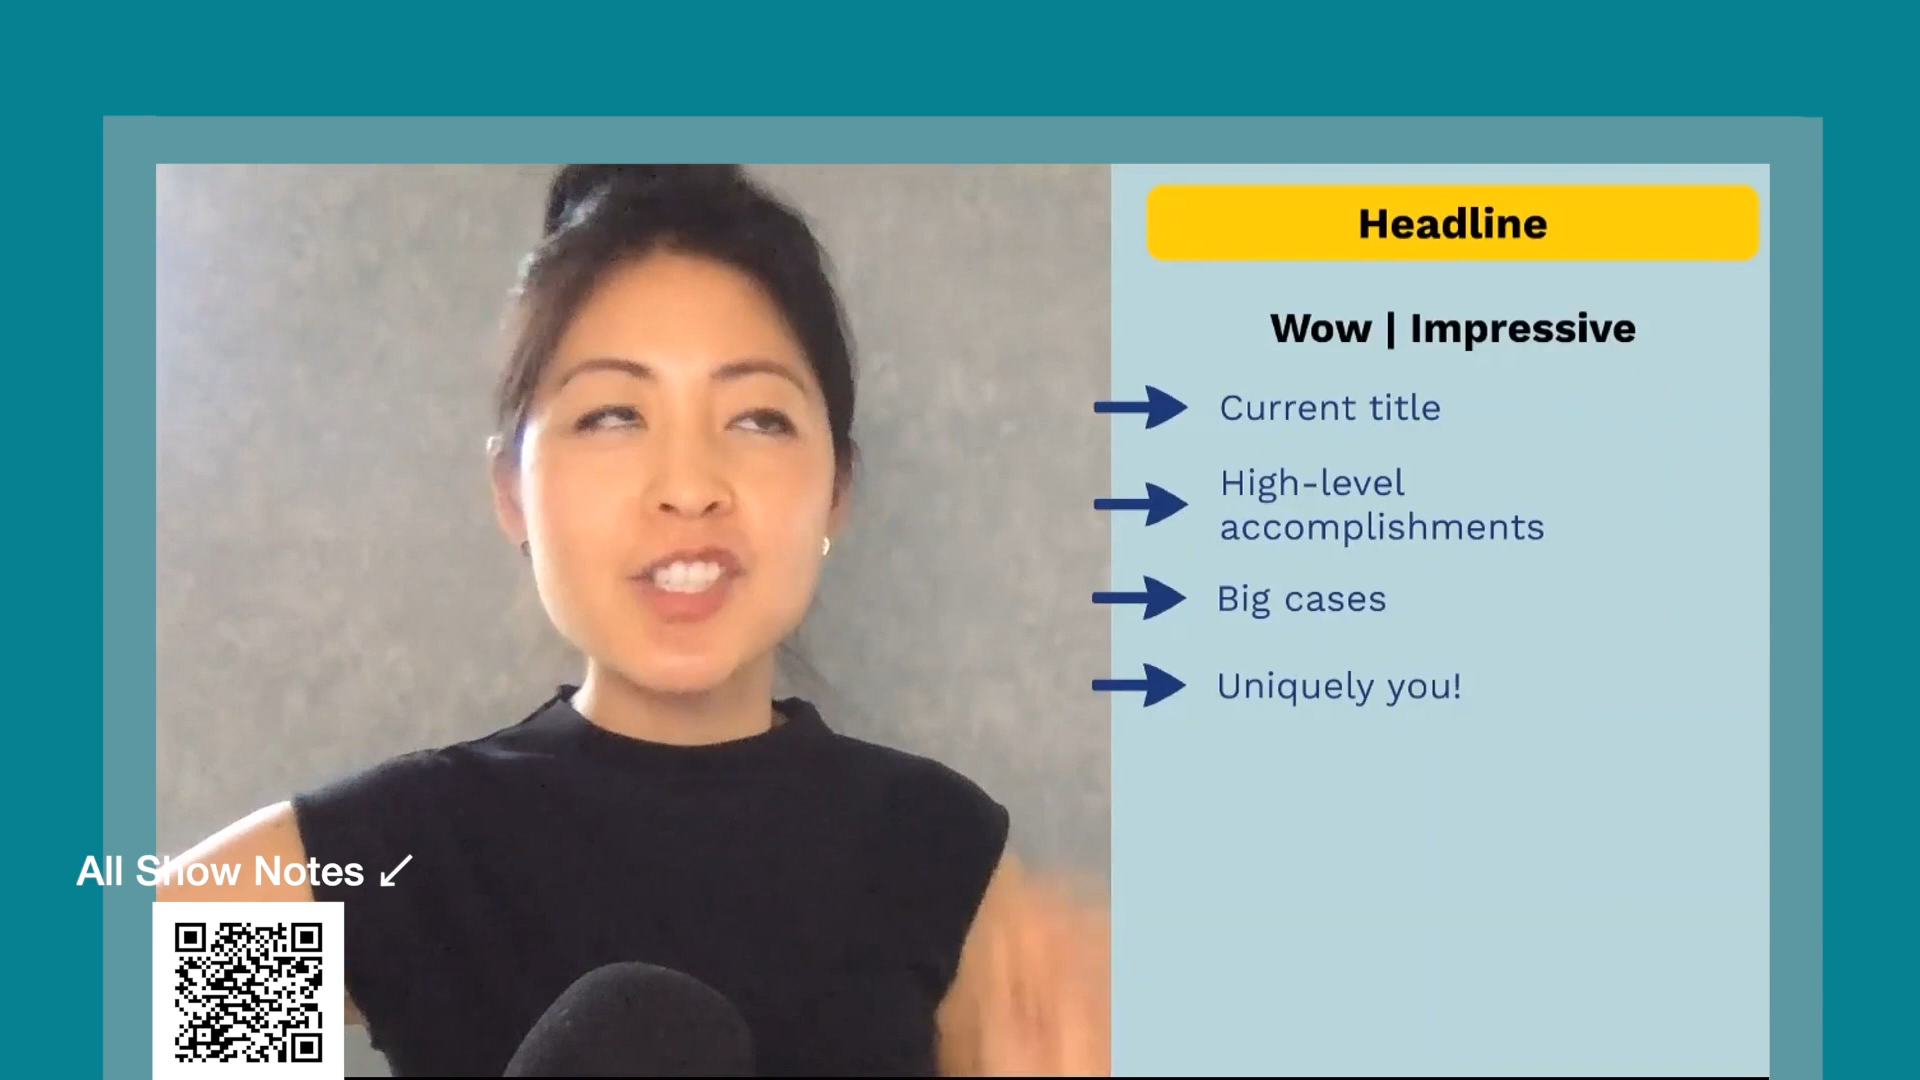 Headline
Wow | Impressive
Current title
High-level
accomplishments
Big cases
Uniquely you!
All Show Notes ↙